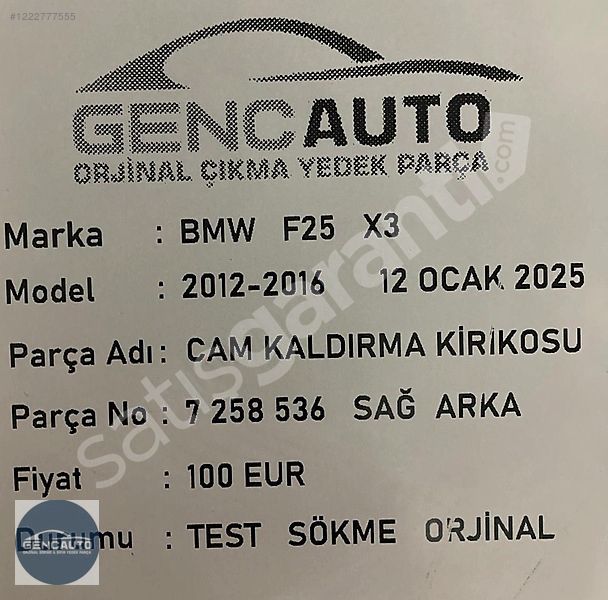 #1222777555
GENCAUTO
ORJİNAL ÇIKMA YEDEK PARÇA
Marka : BMW F25 X3
Model : 2012-2016 12 OCAK 2025
Parça Adı : CAM KALDIRMA KİRİKOSU
Parça No : 7 258 536 SAĞ ARKA
Fiyat : 100 EUR
Durumu : TEST SÖKME ORJİNAL
satışgaranti.com
GENCAUTO